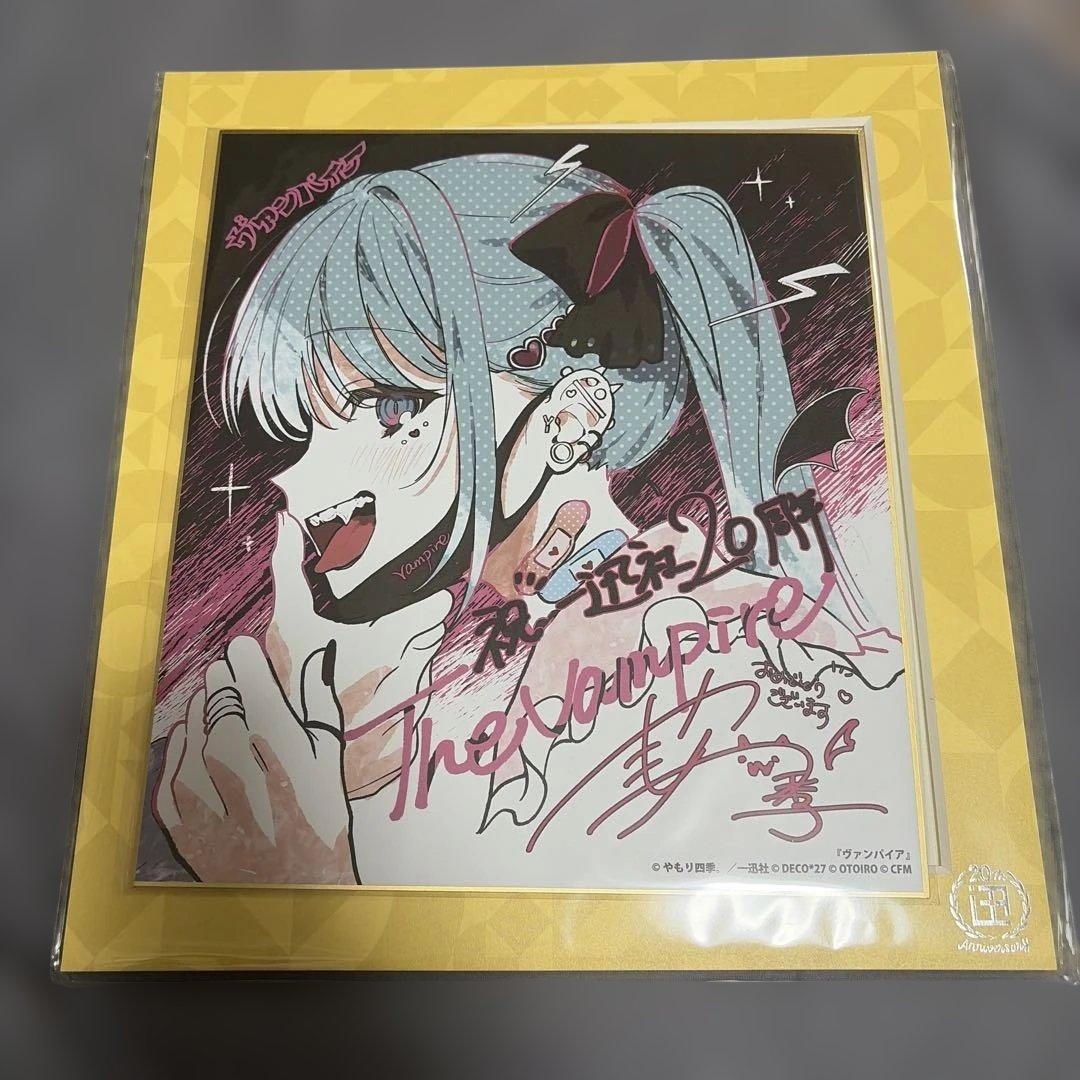 ヴァンパイア
vampire
祝 一迅社20周年
The Vampire
おめでとう
ございます
『ヴァンパイア』
© やもり四季。／一迅社 © DECO*27 © OTOIRO © CFM
20th
Anniversary